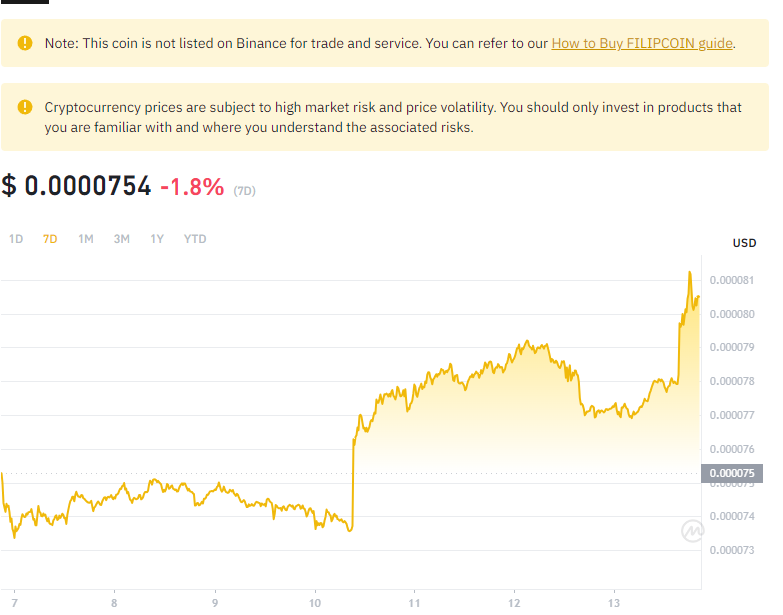 Note: This coin is not listed on Binance for trade and service. You can refer to our How to Buy FILIPCOIN guide.
Cryptocurrency prices are subject to high market risk and price volatility. You should only invest in products that
you are familiar with and where you understand the associated risks.
$ 0.0000754 -1.8% (7D)
1D 7D 1M 3M 1Y YTD
USD
0.000081
0.000080
0.000079
0.000078
0.000077
0.000076
0.000075
0.000075
0.000074
0.000073
7 8 9 10 11 12 13